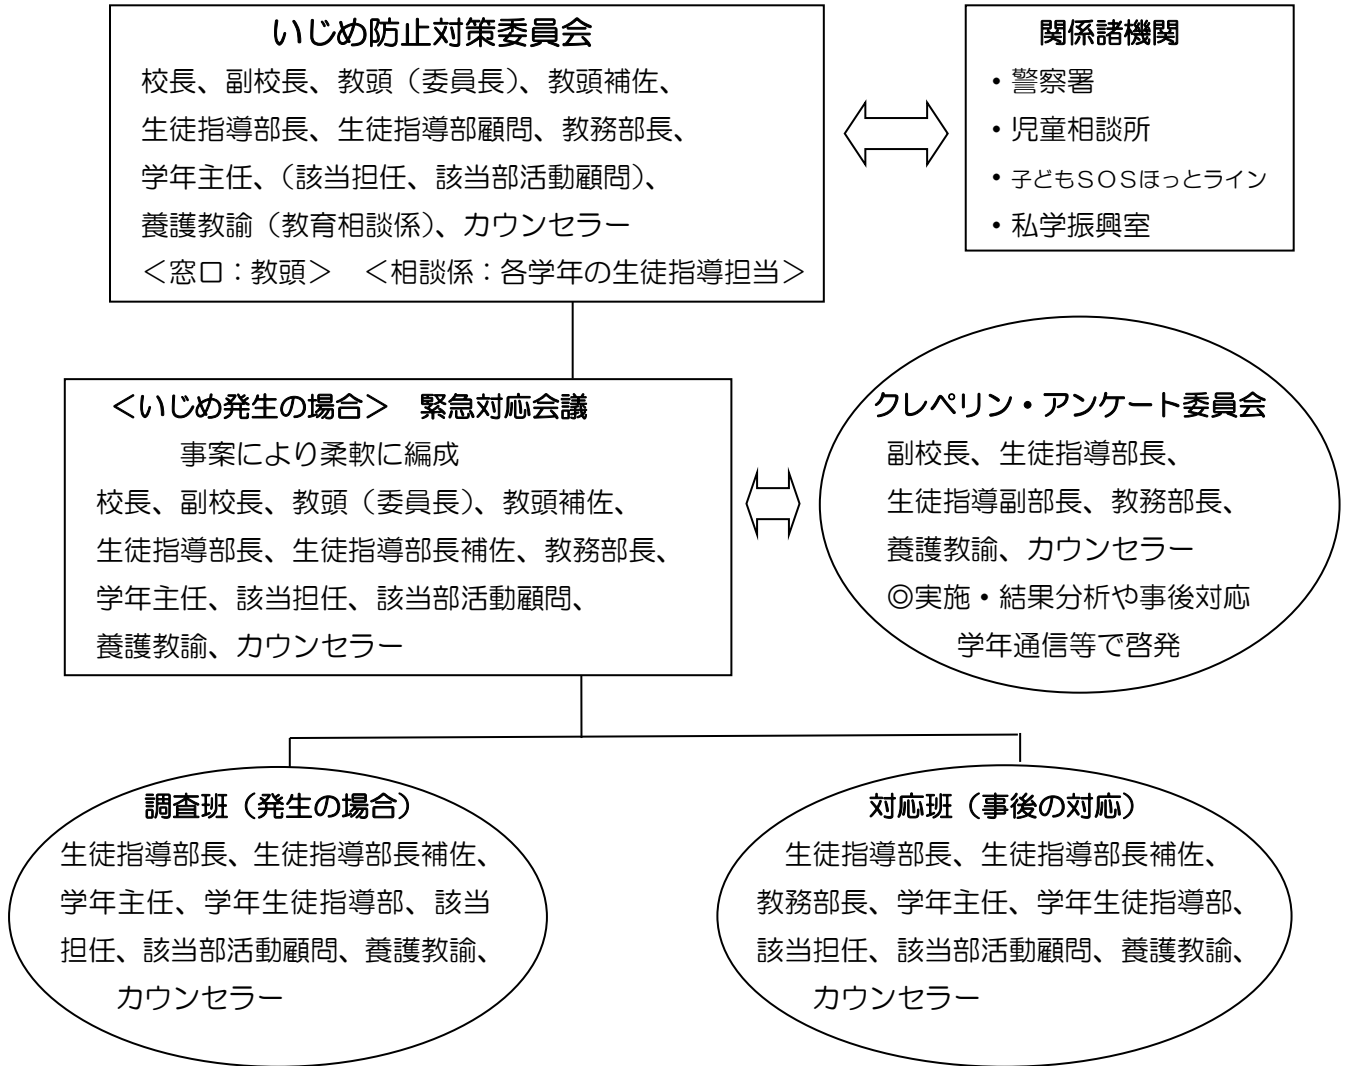 いじめ防止対策委員会
校長、副校長、教頭（委員長）、教頭補佐、
生徒指導部長、生徒指導部顧問、教務部長、
学年主任、（該当担任、該当部活動顧問）、
養護教諭（教育相談係）、カウンセラー
＜窓口：教頭＞　＜相談係：各学年の生徒指導担当＞
関係諸機関
・警察署
・児童相談所
・子どもＳＯＳほっとライン
・私学振興室
＜いじめ発生の場合＞　緊急対応会議
事案により柔軟に編成
校長、副校長、教頭（委員長）、教頭補佐、
生徒指導部長、生徒指導部長補佐、教務部長、
学年主任、該当担任、該当部活動顧問、
養護教諭、カウンセラー
クレペリン・アンケート委員会
副校長、生徒指導部長、
生徒指導副部長、教務部長、
養護教諭、カウンセラー
◎実施・結果分析や事後対応
学年通信等で啓発
調査班（発生の場合）
生徒指導部長、生徒指導部長補佐、
学年主任、学年生徒指導部、該当
担任、該当部活動顧問、養護教諭、
カウンセラー
対応班（事後の対応）
生徒指導部長、生徒指導部長補佐、
教務部長、学年主任、学年生徒指導部、
該当担任、該当部活動顧問、養護教諭、
カウンセラー